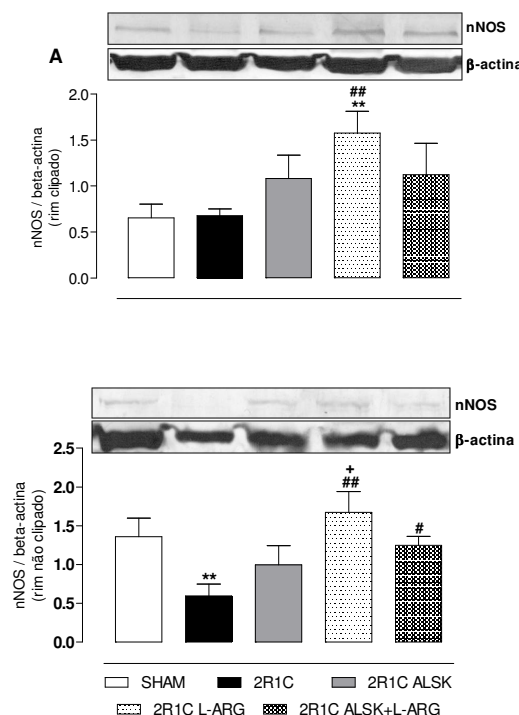 nNOS
A
β-actina
2.0
1.5
1.0
0.5
0.0
nNOS / beta-actina
(rim clipado)
##
**
nNOS
β-actina
2.5
2.0
1.5
1.0
0.5
0.0
nNOS / beta-actina
(rim não clipado)
**
+
##
#
SHAM 2R1C 2R1C ALSK
2R1C L-ARG 2R1C ALSK+L-ARG